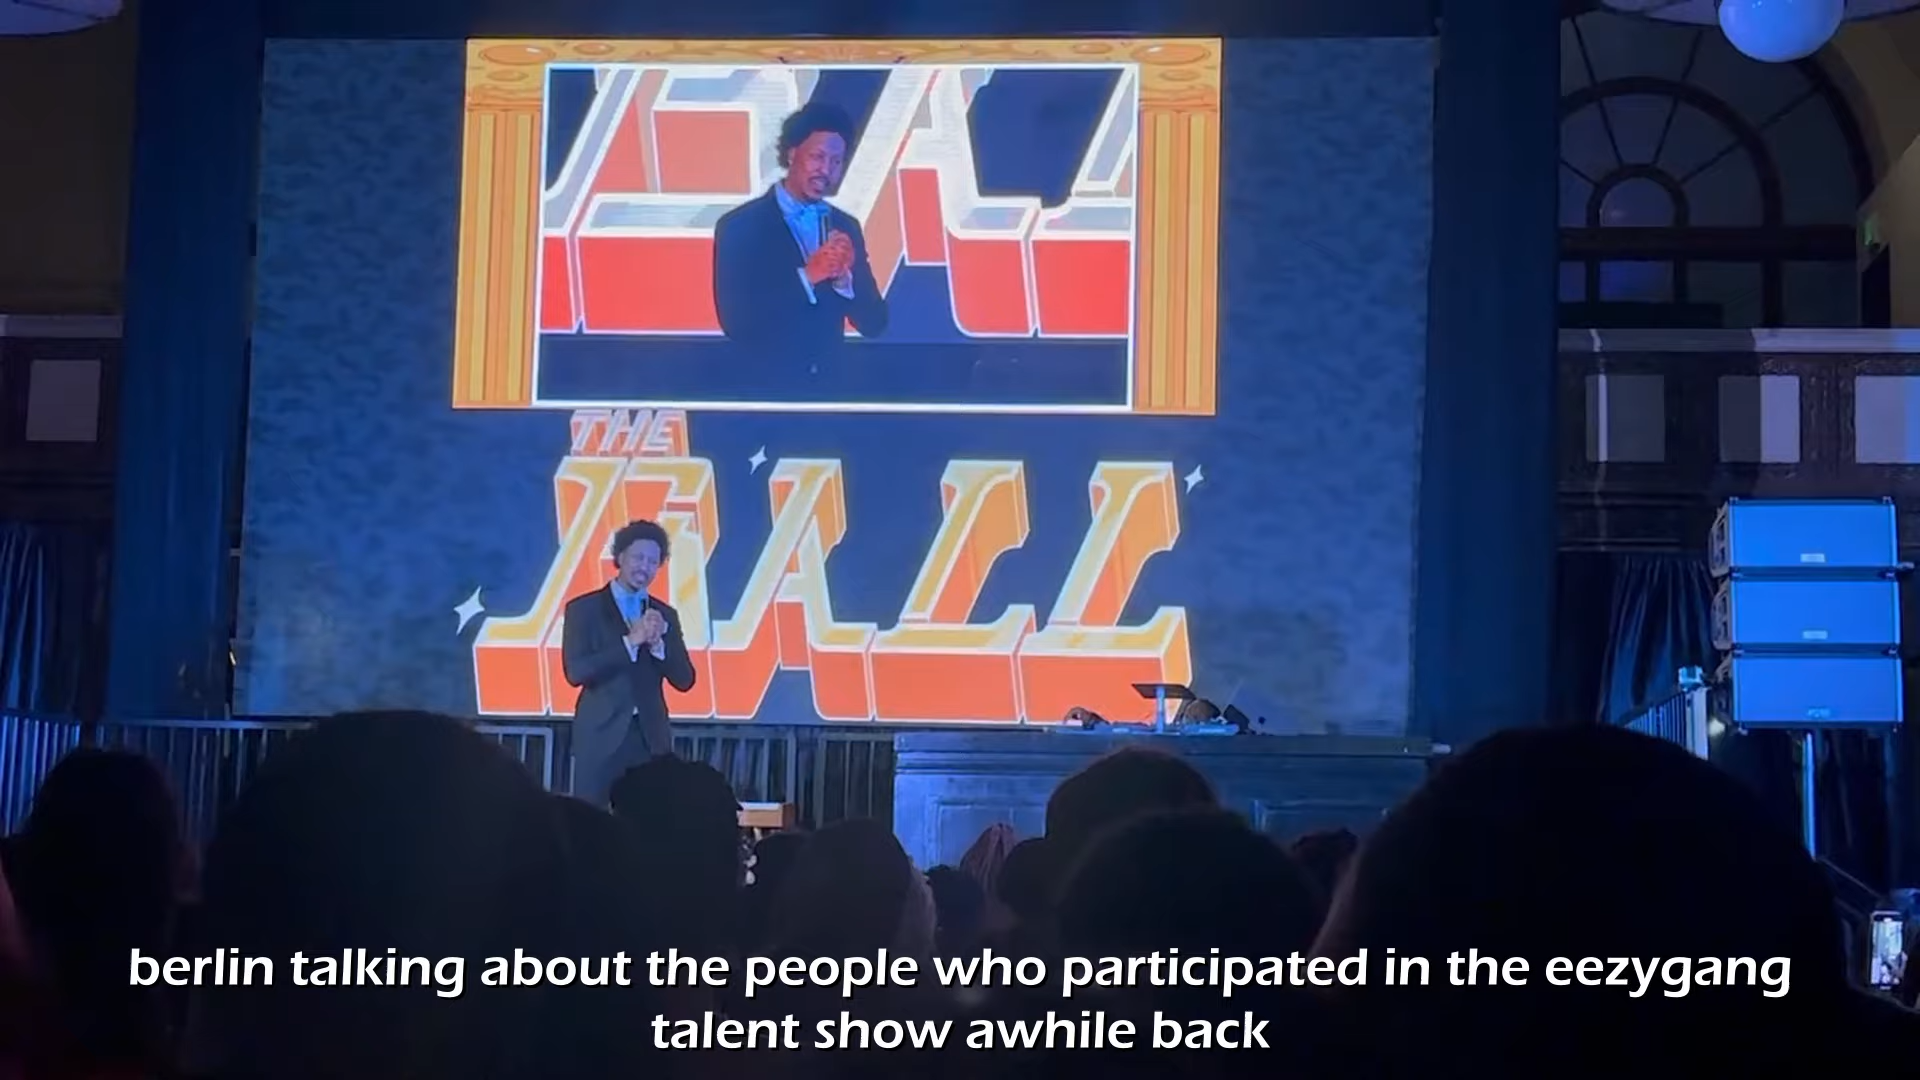 THE
BALL
berlin talking about the people who participated in the eezygang
talent show awhile back